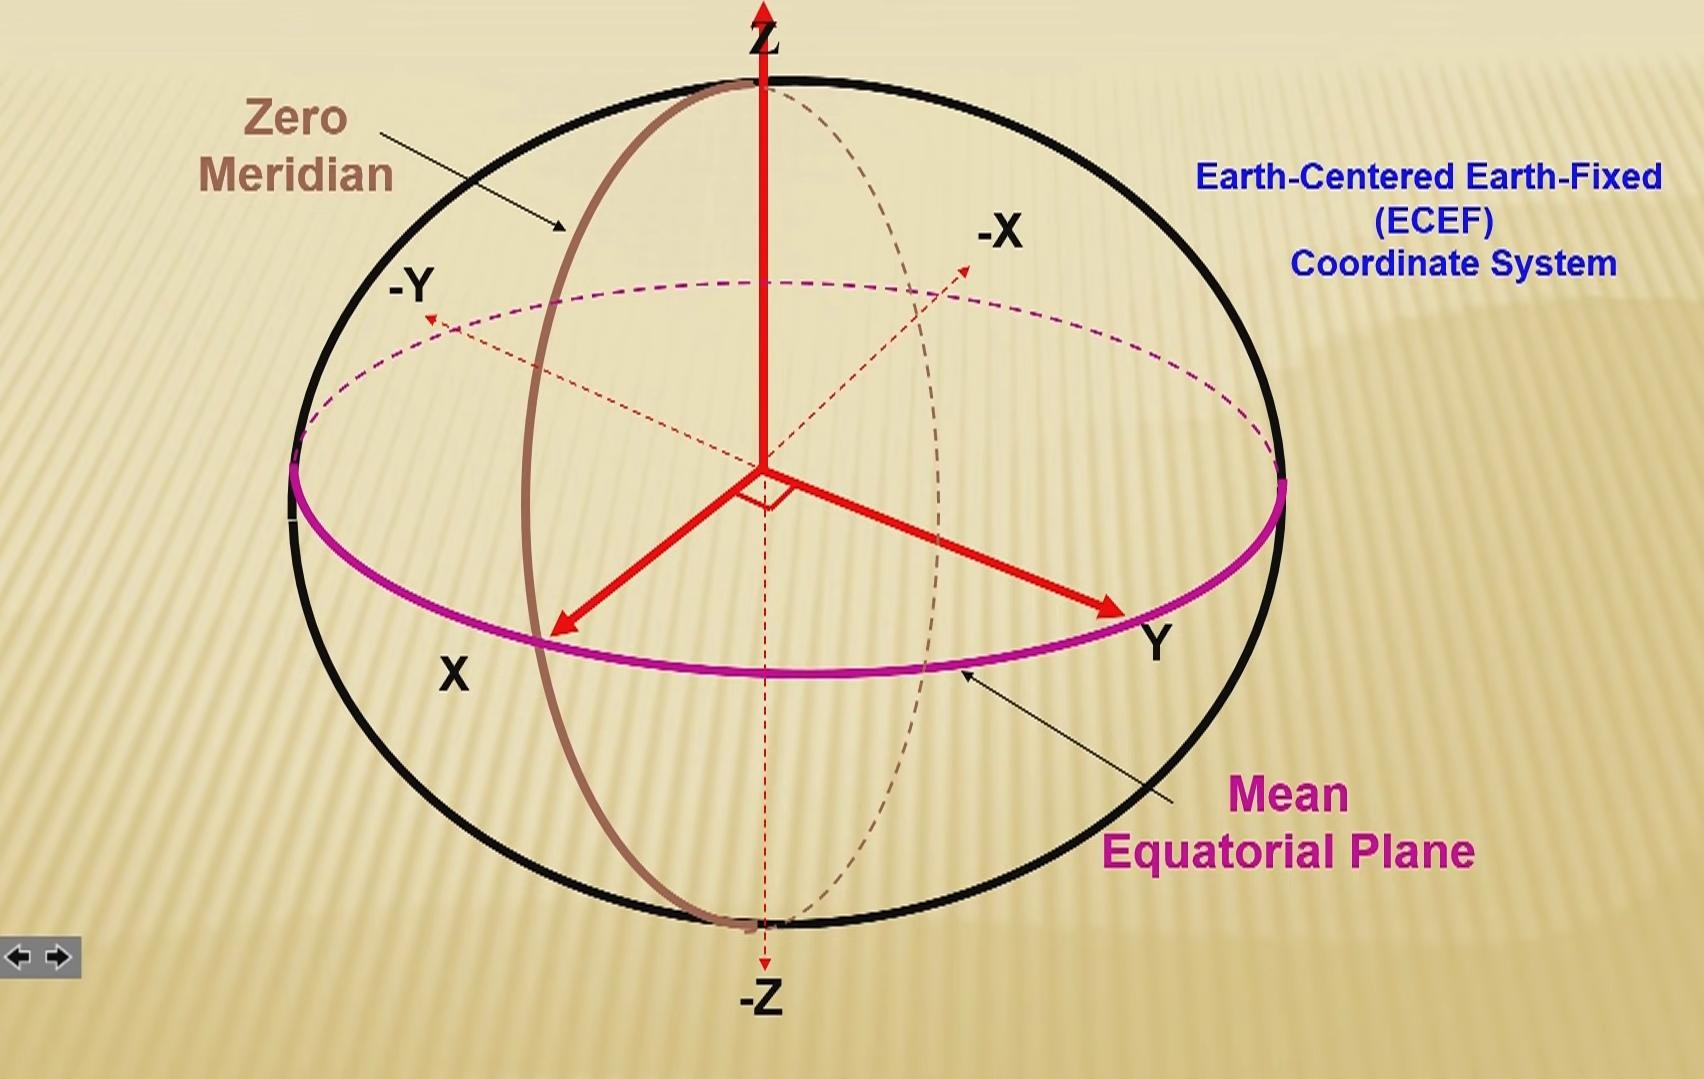 Z
Zero
Meridian
Earth-Centered Earth-Fixed
(ECEF)
Coordinate System
-X
-Y
X
Y
Mean
Equatorial Plane
-Z